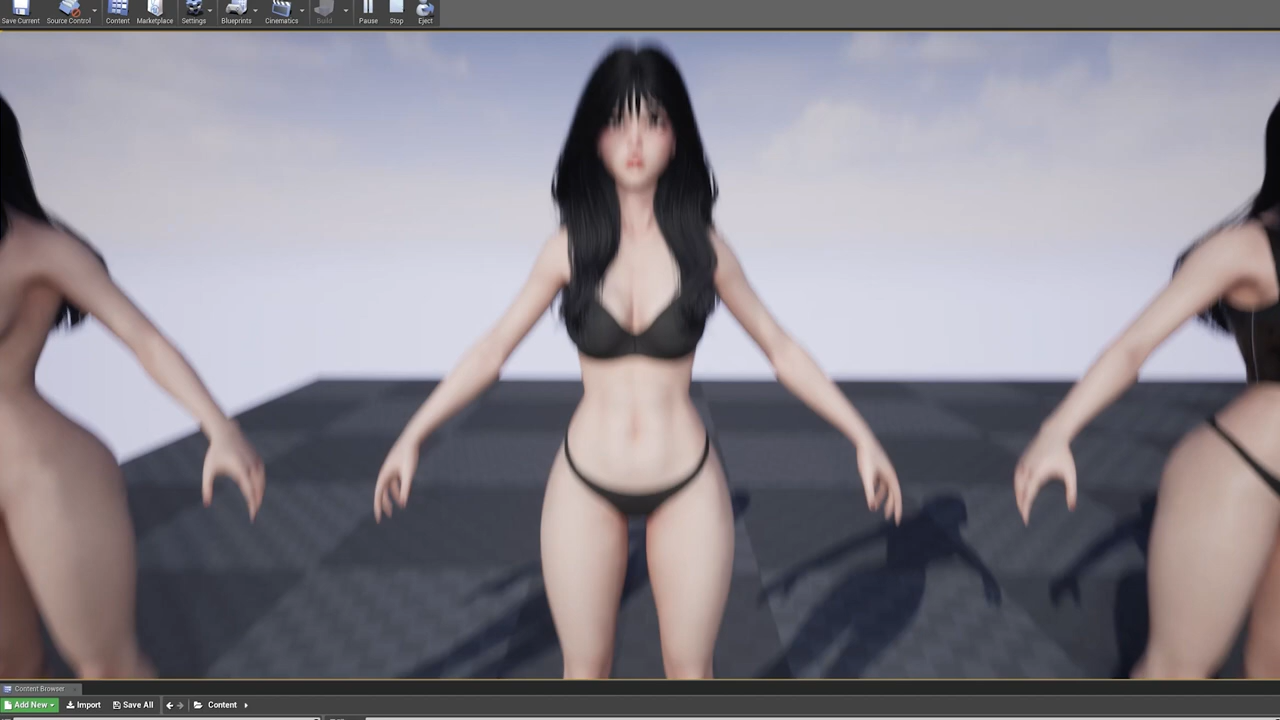 Save Current Source Control Content Marketplace Settings Blueprints Cinematics Build Pause Stop Eject
Content Browser
Add New Import Save All Content